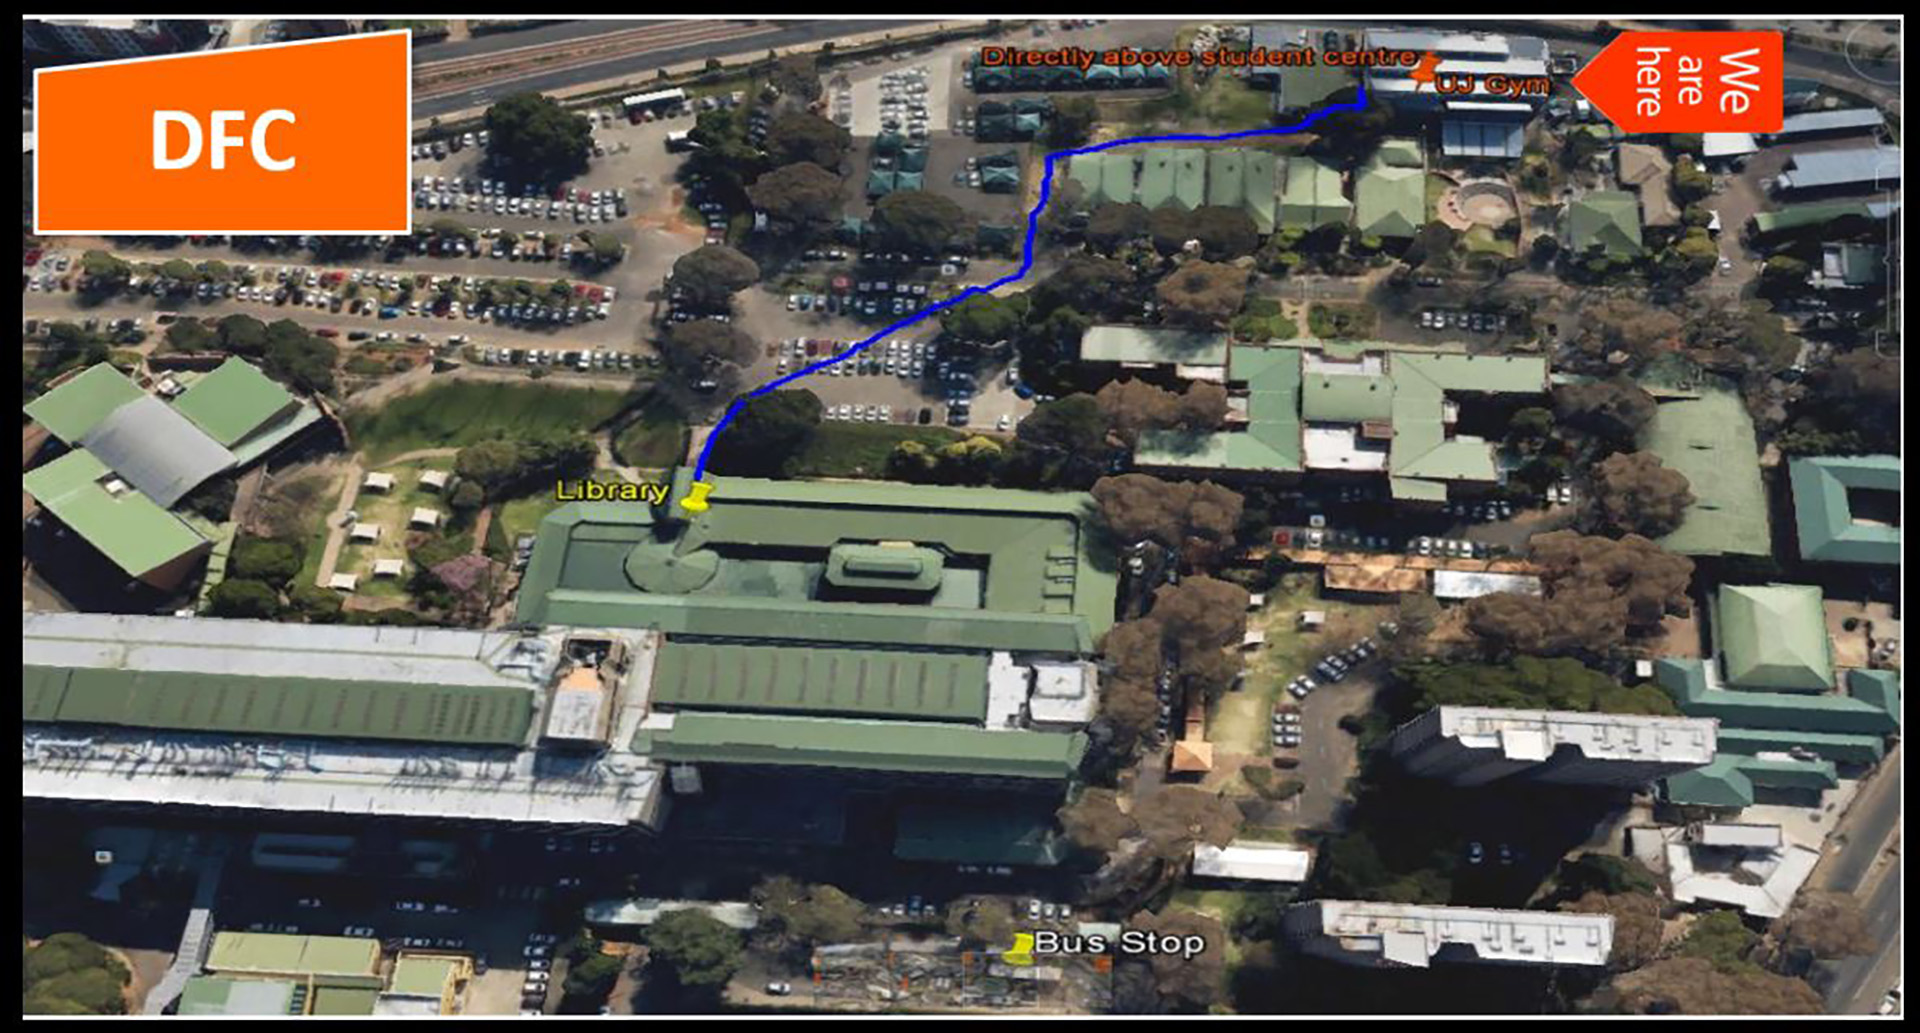 DFC
Directly above student centre
UJ Gym
We
are
here
Library
Bus Stop